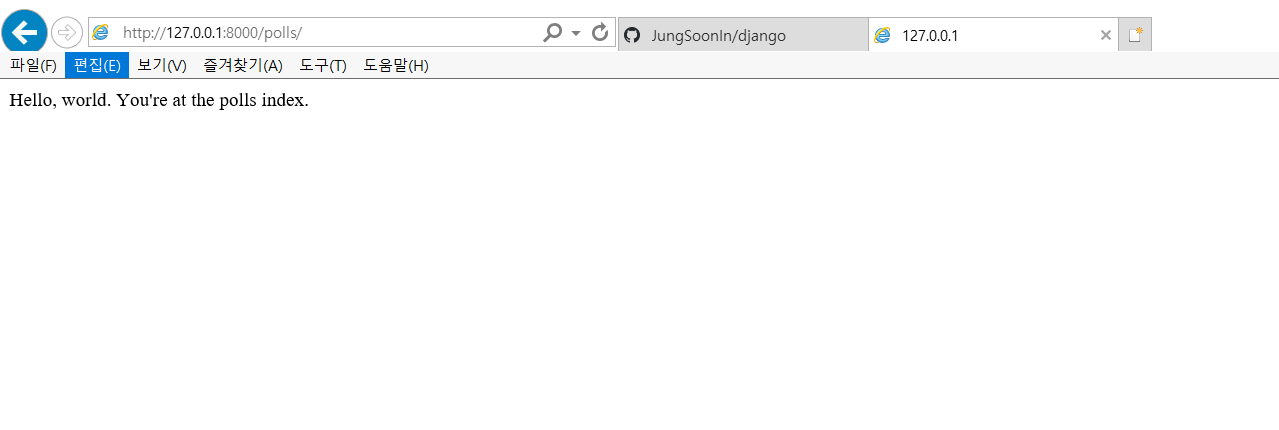 http://127.0.0.1:8000/polls/ JungSoonIn/django 127.0.0.1
파일(F) 편집(E) 보기(V) 즐겨찾기(A) 도구(T) 도움말(H)
Hello, world. You're at the polls index.